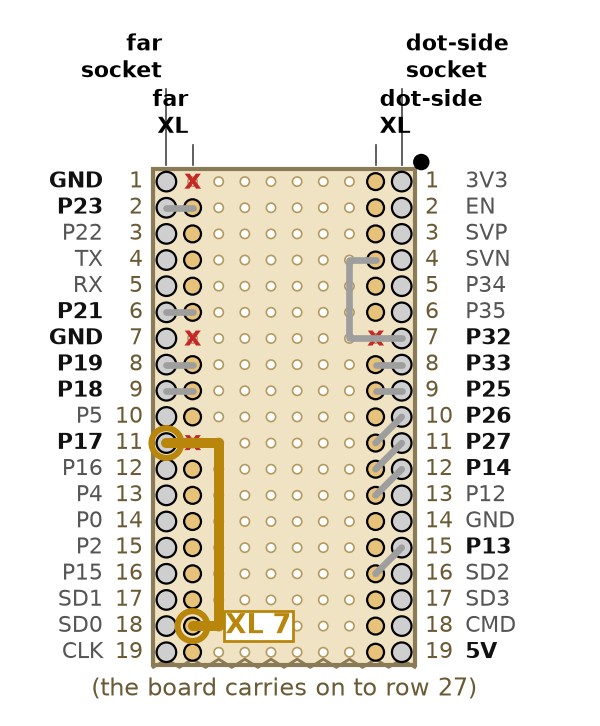 far
socket
dot-side
socket
far
XL
dot-side
XL
GND 1 X 1 3V3
P23 2 2 EN
P22 3 3 SVP
TX 4 4 SVN
RX 5 5 P34
P21 6 6 P35
GND 7 X X 7 P32
P19 8 8 P33
P18 9 9 P25
P5 10 10 P26
P17 11 X 11 P27
P16 12 12 P14
P4 13 13 P12
P0 14 14 GND
P2 15 15 P13
P15 16 16 SD2
SD1 17 17 SD3
SD0 18 XL 7 18 CMD
CLK 19 19 5V
(the board carries on to row 27)